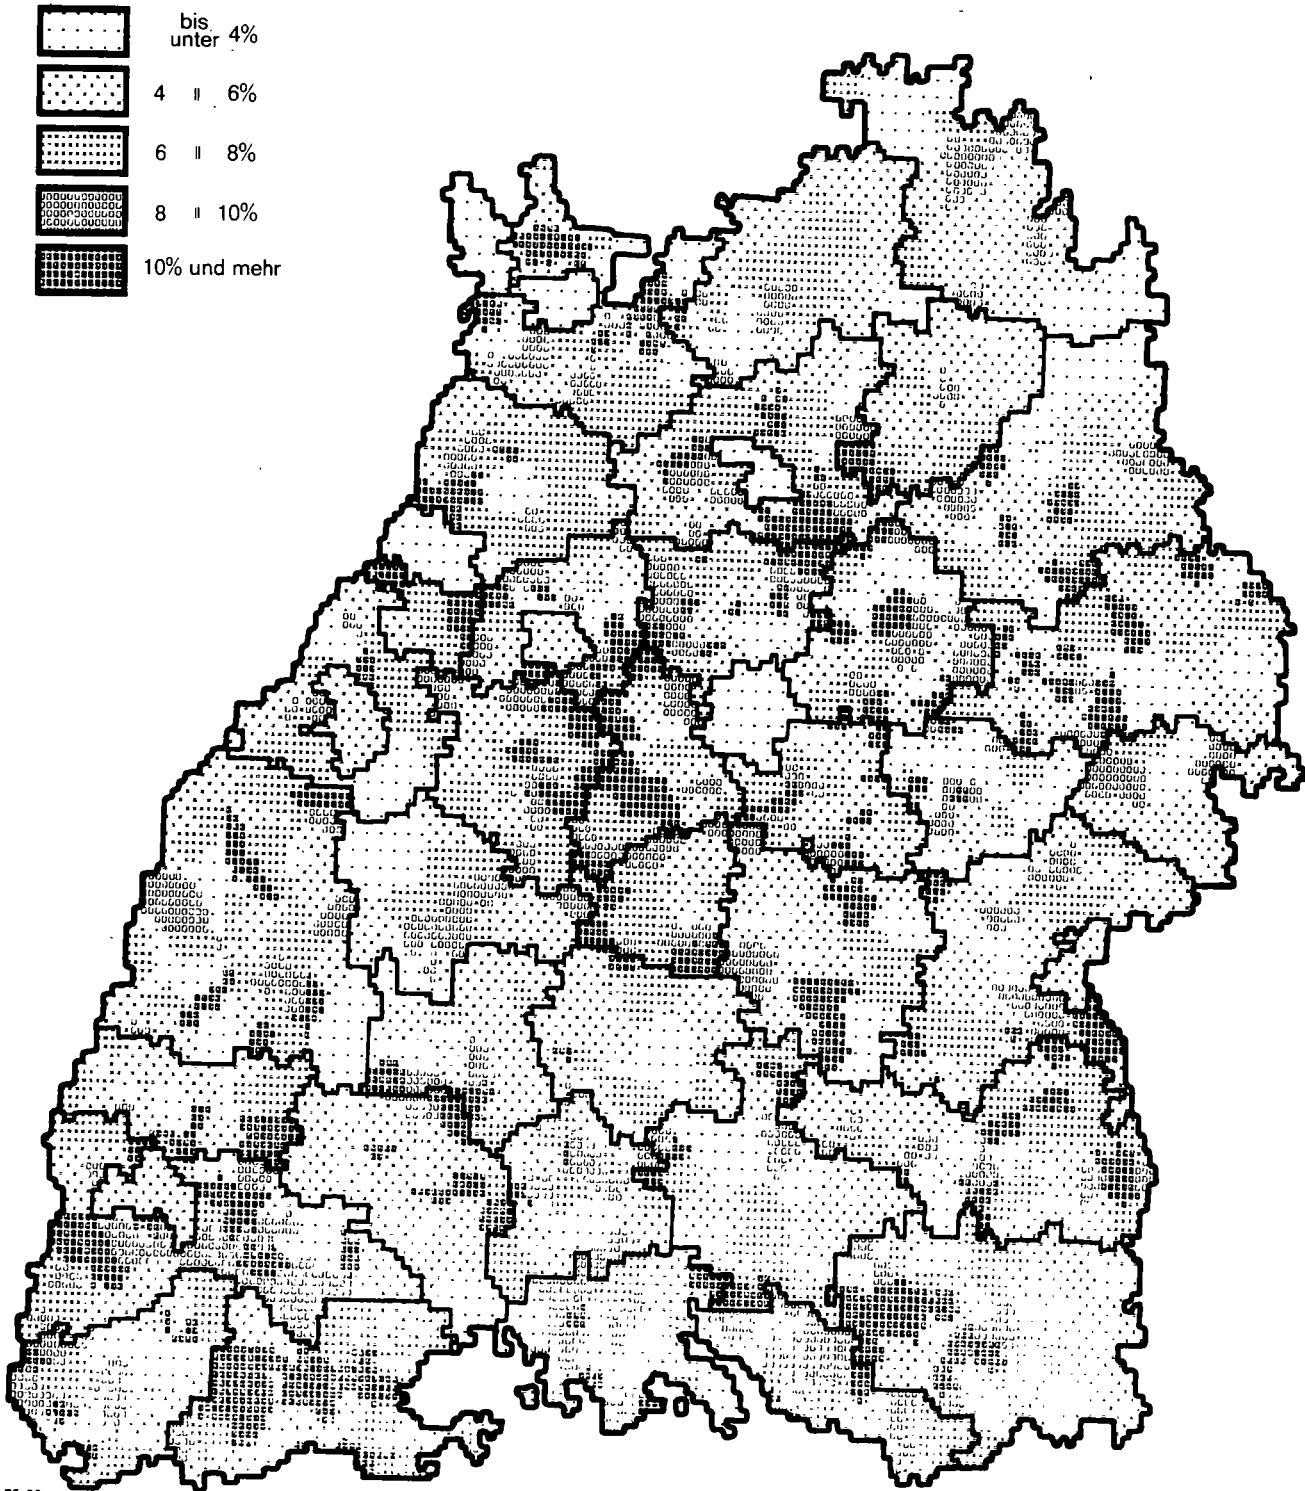 bis
unter 4%
4 " 6%
6 " 8%
8 " 10%
10% und mehr